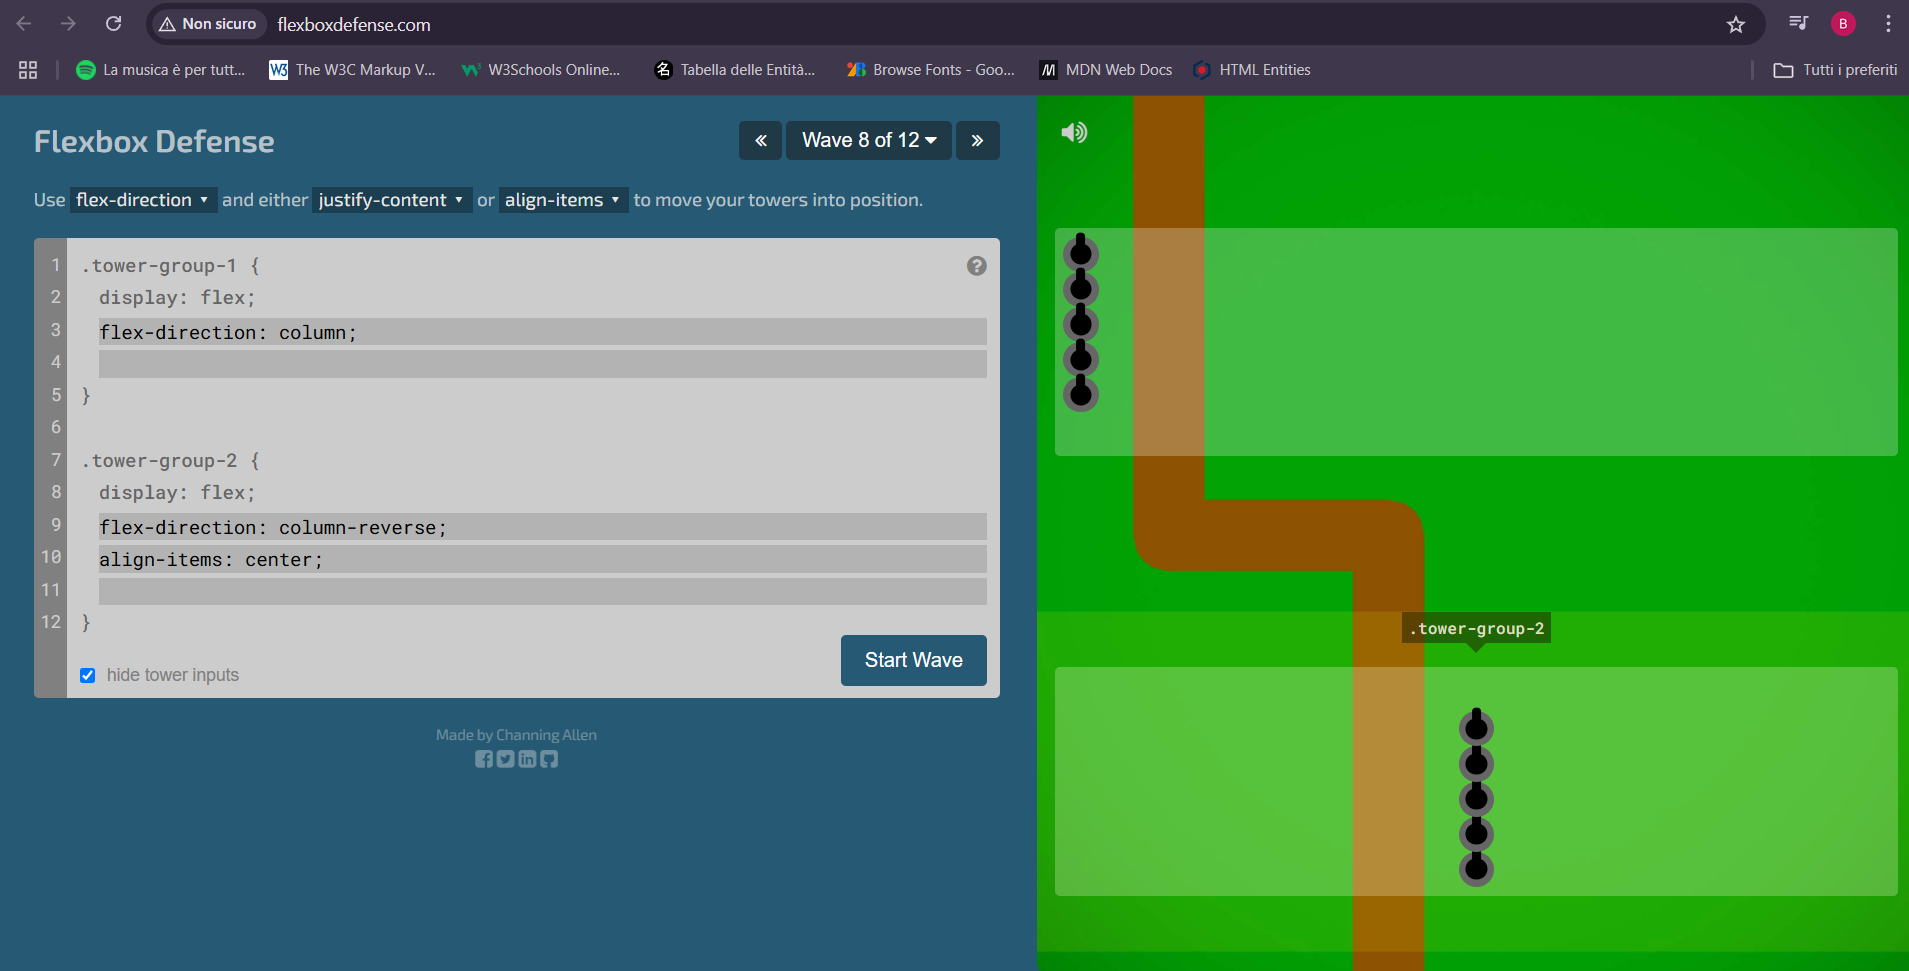 Non sicuro flexboxdefense.com B
La musica è per tutt... W3 The W3C Markup V... W3Schools Online... 名 Tabella delle Entità... Browse Fonts - Goo... MDN Web Docs HTML Entities Tutti i preferiti
Flexbox Defense
Wave 8 of 12
Use flex-direction and either justify-content or align-items to move your towers into position.
1 .tower-group-1 {
2 display: flex;
3 flex-direction: column;
4
5 }
6
7 .tower-group-2 {
8 display: flex;
9 flex-direction: column-reverse;
10 align-items: center;
11
12 }
hide tower inputs
Start Wave
Made by Channing Allen
.tower-group-2